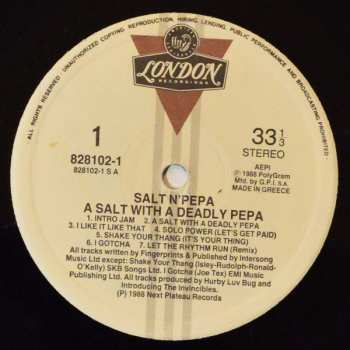 ALL RIGHTS RESERVED. UNAUTHORIZED COPYING, REPRODUCTION, HIRING, LENDING, PUBLIC PERFORMANCE AND BROADCASTING PROHIBITED
LONDON
RECORDINGS
1
33 1/3
828102-1
STEREO
828102-1 S A
AEPI
℗ 1988 PolyGram
Mfd. by G.P.I. s.a.
MADE IN GREECE
SALT N'PEPA
A SALT WITH A DEADLY PEPA
1. INTRO JAM 2. A SALT WITH A DEADLY PEPA
3. I LIKE IT LIKE THAT 4. SOLO POWER (LET'S GET PAID)
5. SHAKE YOUR THANG (IT'S YOUR THING)
6. I GOTCHA 7. LET THE RHYTHM RUN (Remix)
All tracks written by Fingerprints & Published by Intersong
Music Ltd except: Shake Your Thang (Isley-Rudolph-Ronald-
O'Kelly) SKB Songs Ltd. I Gotcha (Joe Tex) EMI Music
Publishing Ltd. All tracks produced by Hurby Luv Bug and
Introducing The Invincibles.
(P) 1988 Next Plateau Records